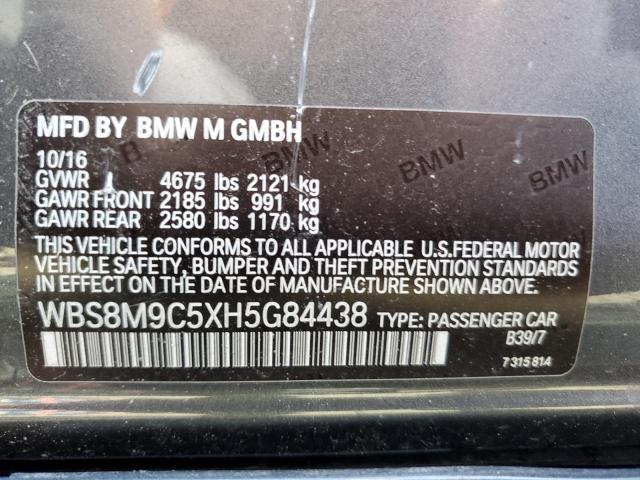 MFD BY BMW M GMBH
10/16
GVWR 4675 lbs 2121 kg
GAWR FRONT 2185 lbs 991 kg
GAWR REAR 2580 lbs 1170 kg
THIS VEHICLE CONFORMS TO ALL APPLICABLE U.S.FEDERAL MOTOR
VEHICLE SAFETY, BUMPER AND THEFT PREVENTION STANDARDS
IN EFFECT ON THE DATE OF MANUFACTURE SHOWN ABOVE.
WBS8M9C5XH5G84438 TYPE: PASSENGER CAR
B39/7
7 315 814
BMW
BMW
BMW